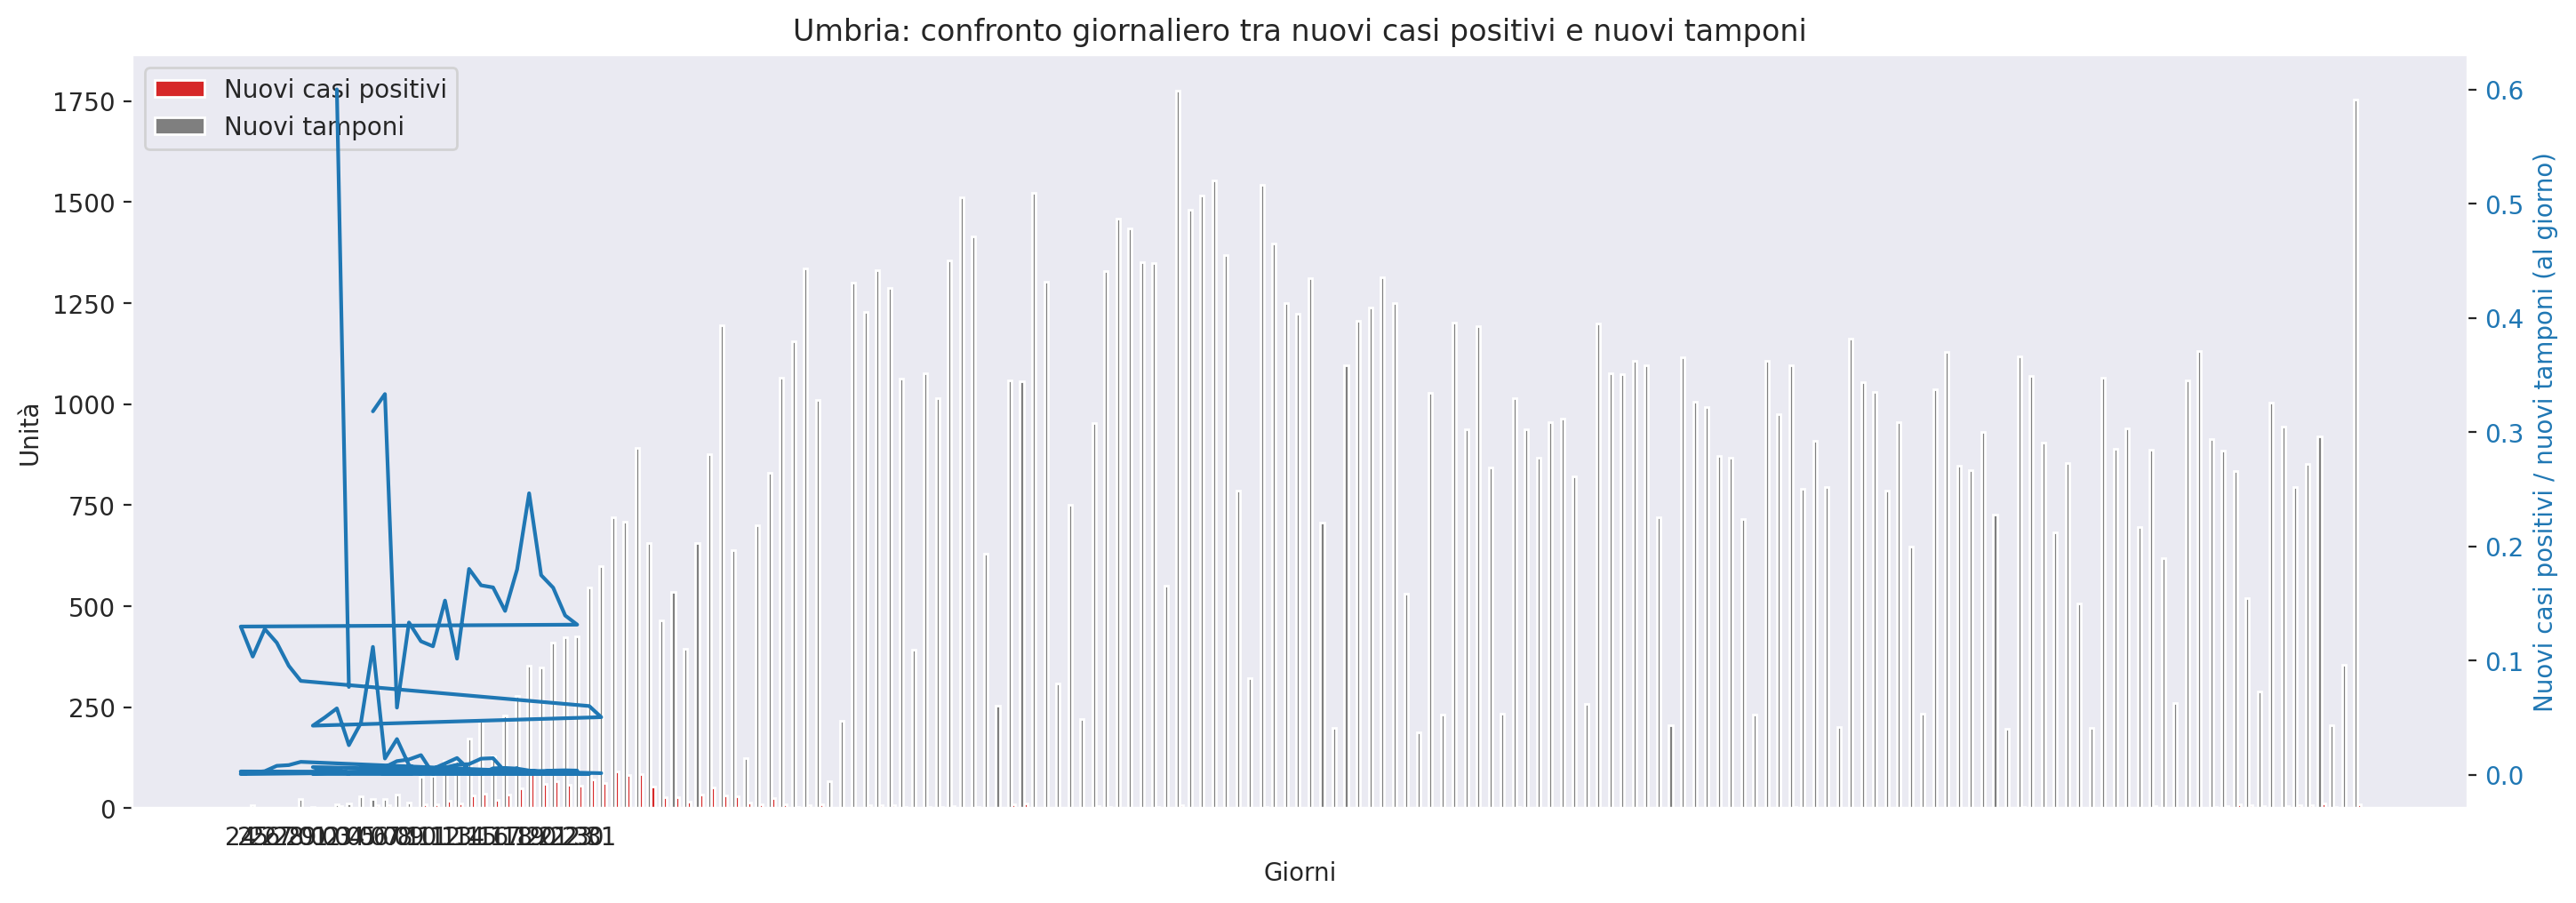 Umbria: confronto giornaliero tra nuovi casi positivi e nuovi tamponi
Nuovi casi positivi
Nuovi tamponi
1750
1500
1250
1000
750
500
250
0
Unità
0.6
0.5
0.4
0.3
0.2
0.1
0.0
Nuovi casi positivi / nuovi tamponi (al giorno)
Giorni